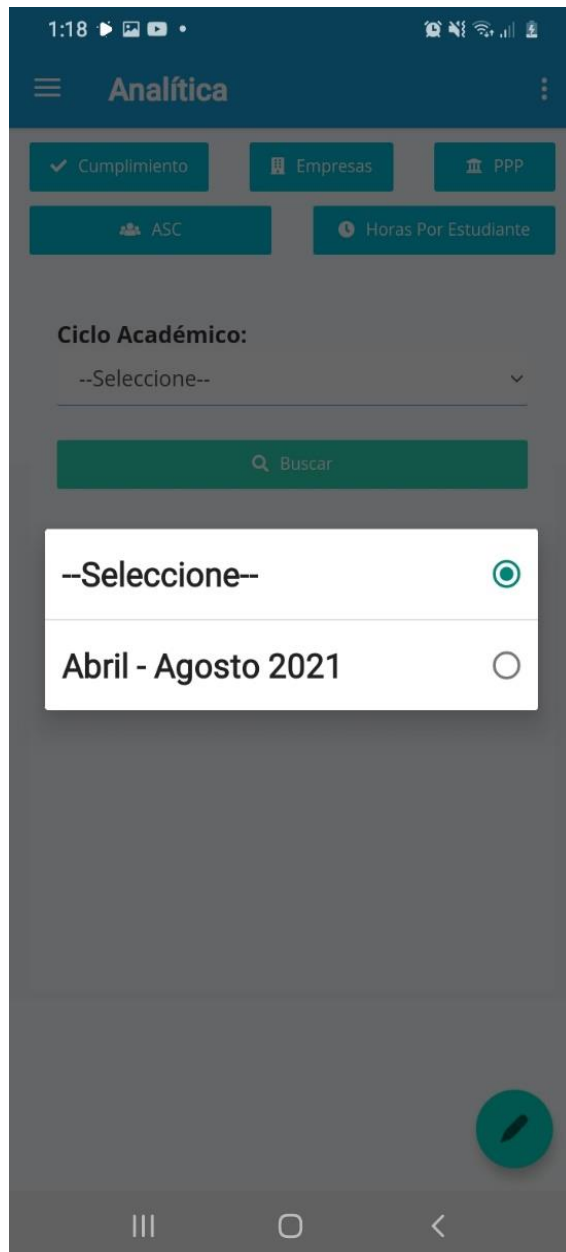 1:18
Analítica
Cumplimiento Empresas PPP
ASC Horas Por Estudiante
Ciclo Académico:
--Seleccione--
Buscar
--Seleccione--
Abril - Agosto 2021